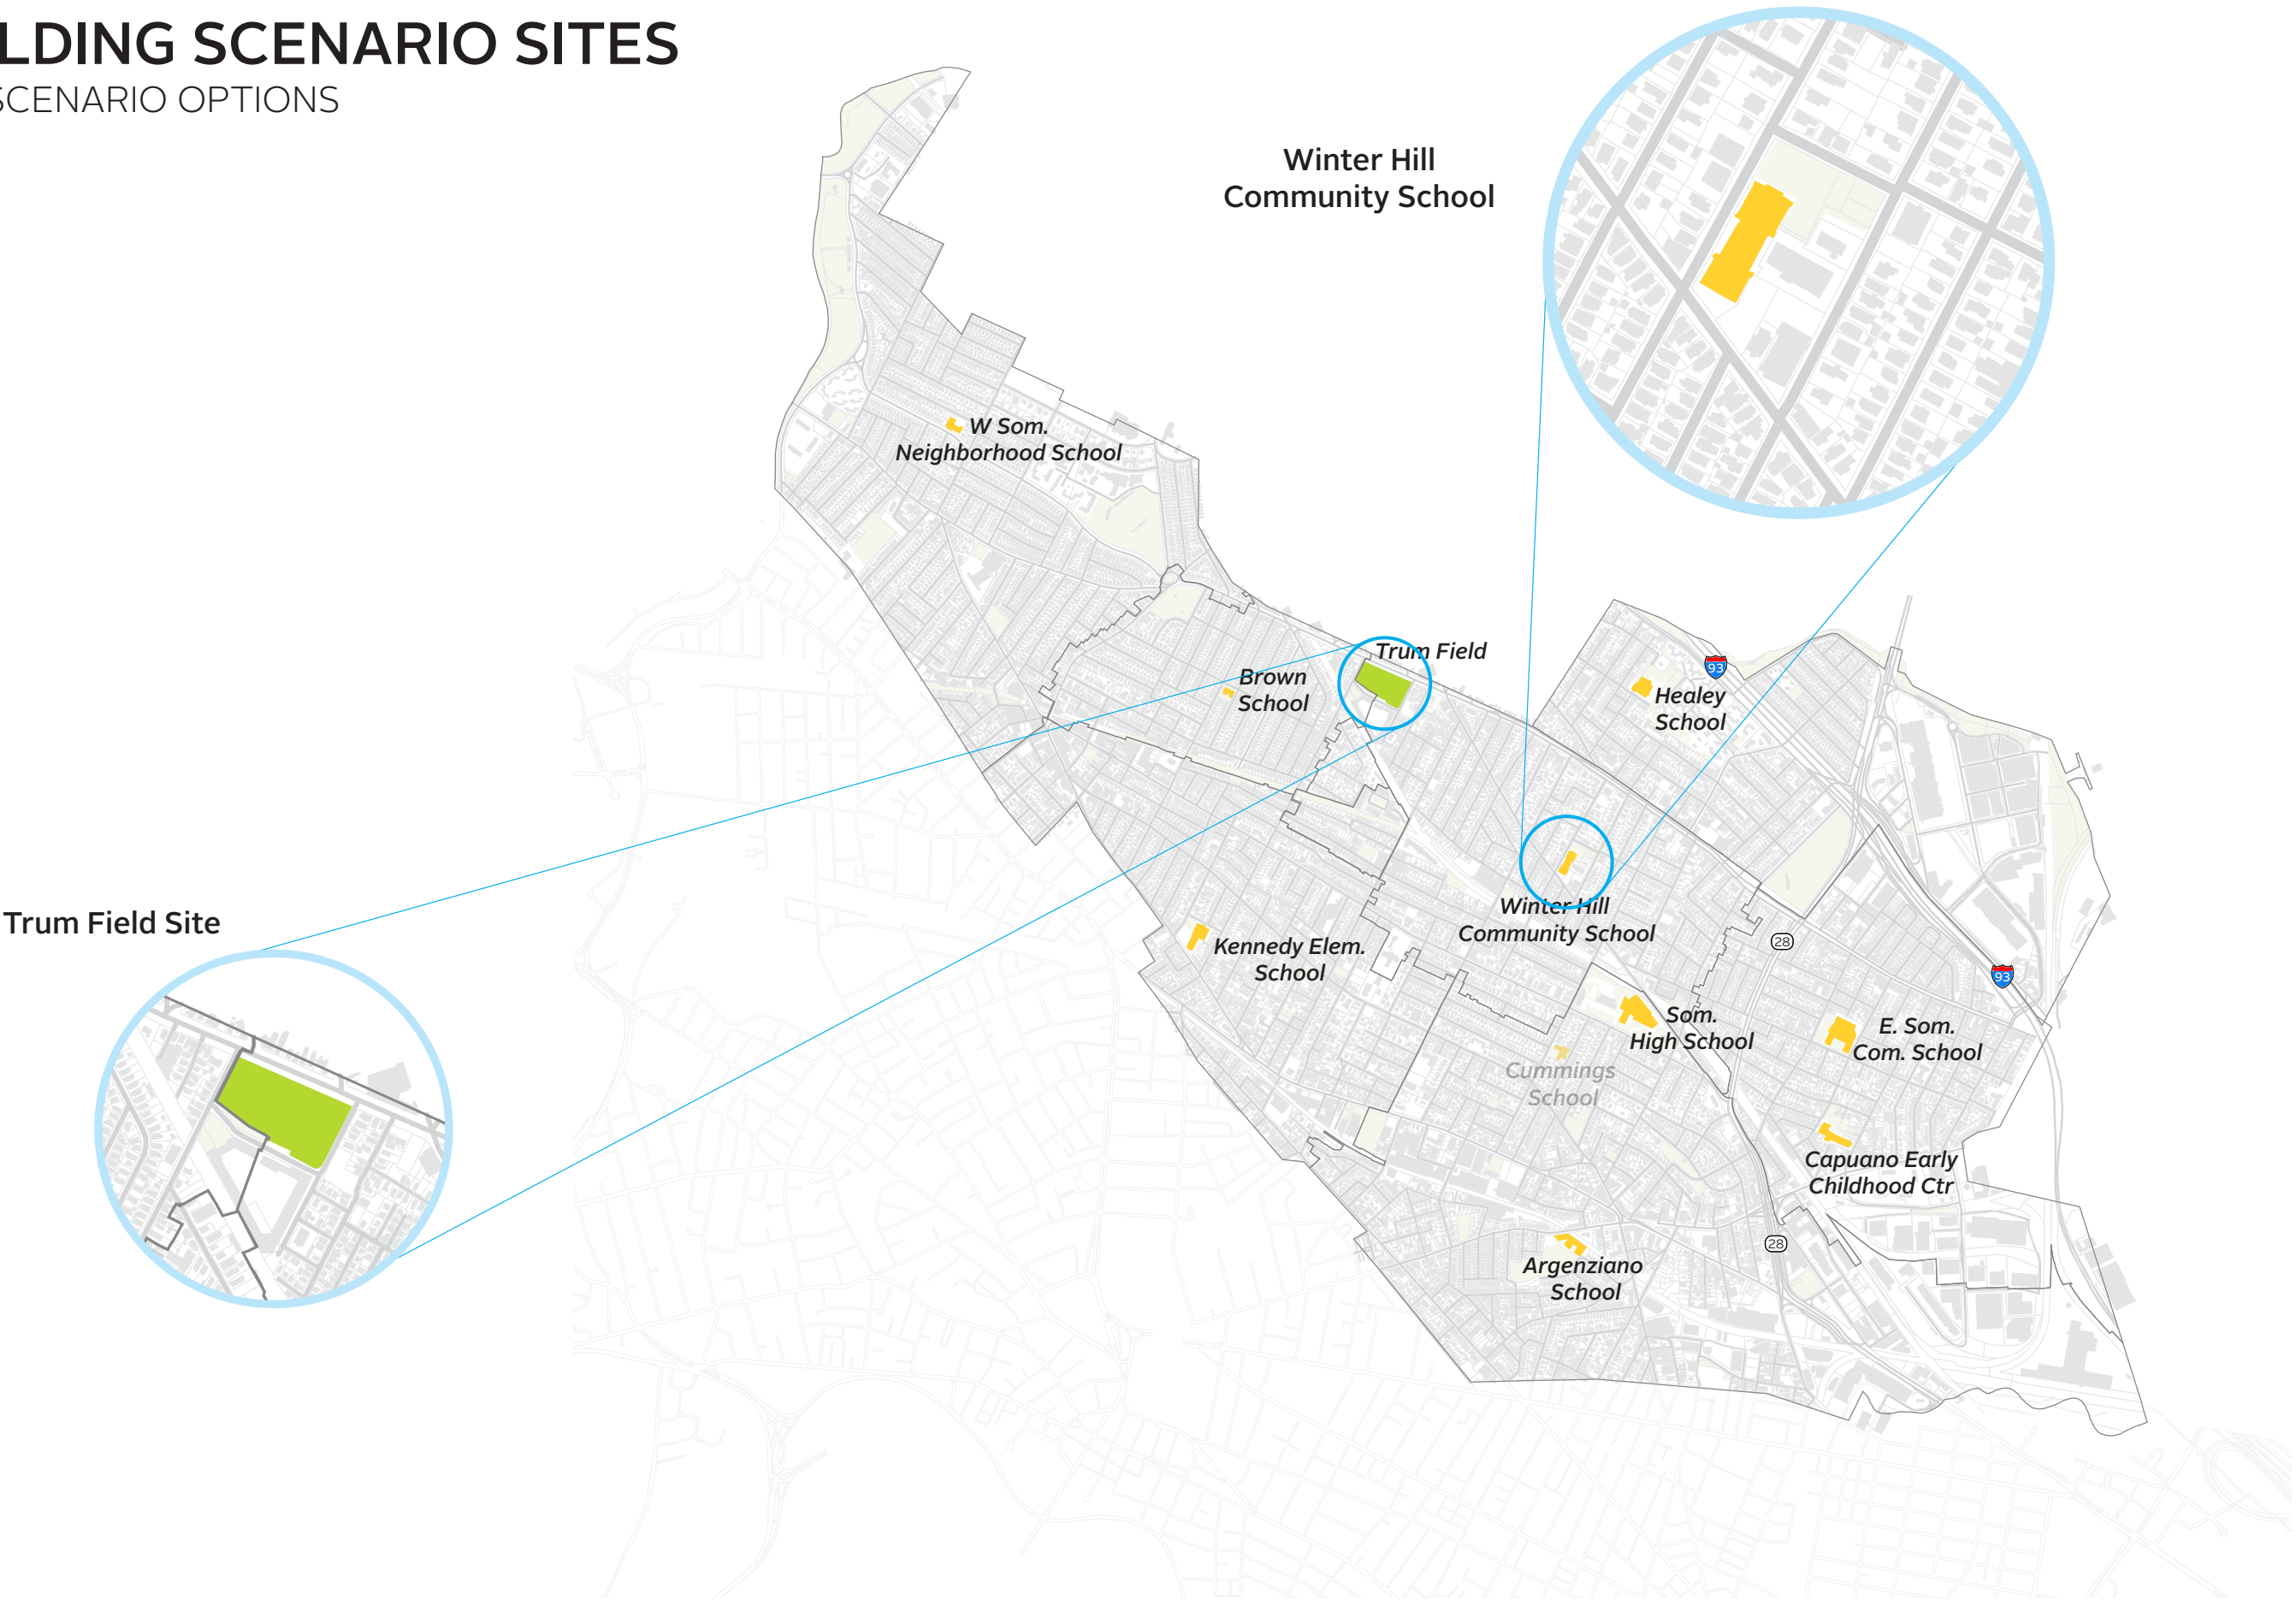 LDING SCENARIO SITES
SCENARIO OPTIONS
Winter Hill
Community School
W Som.
Neighborhood School
Trum Field
Brown
School
93
Healey
School
Trum Field Site
Winter Hill
Community School
28
Kennedy Elem.
School
93
Som.
High School
E. Som.
Com. School
Cummings
School
Capuano Early
Childhood Ctr
28
Argenziano
School